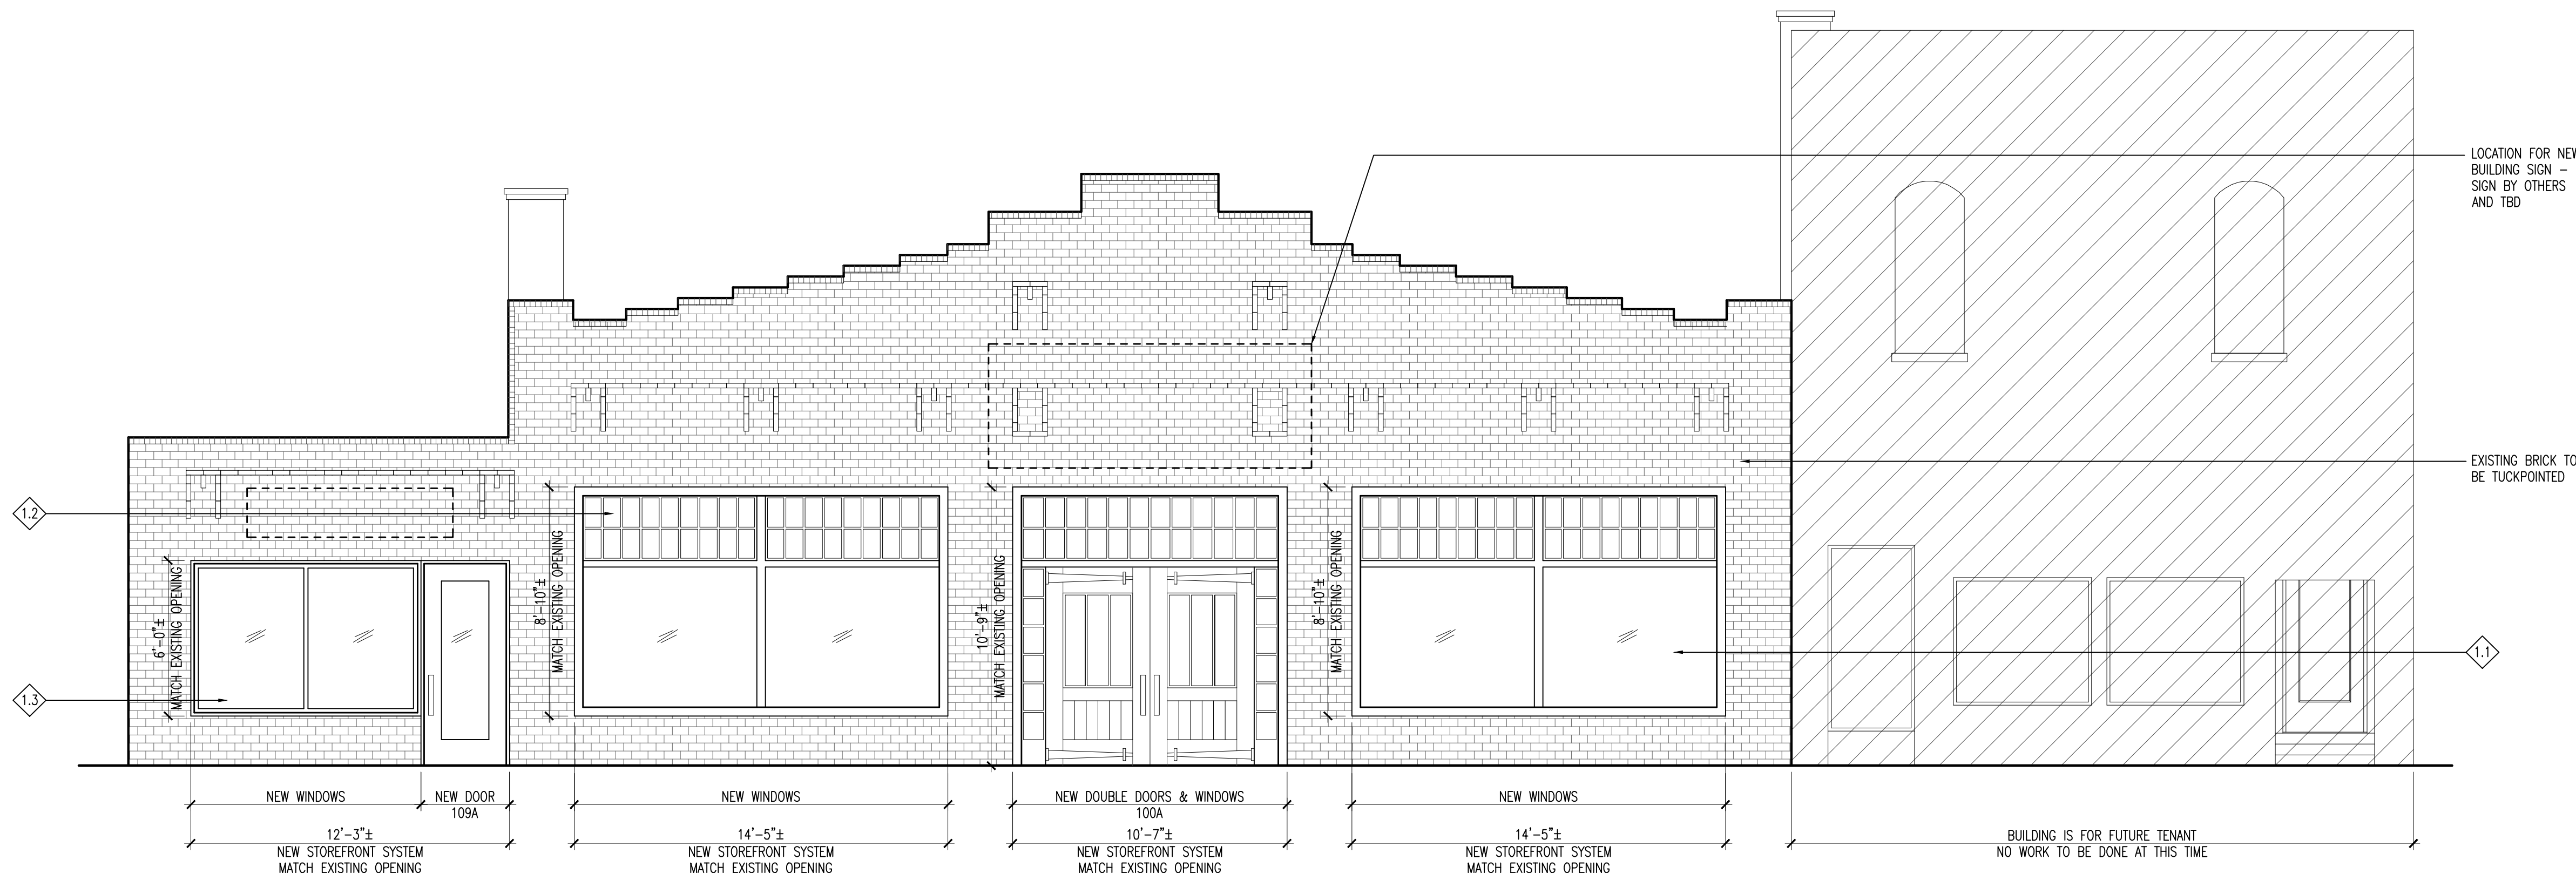 LOCATION FOR NEW
BUILDING SIGN –
SIGN BY OTHERS
AND TBD
EXISTING BRICK TO
BE TUCKPOINTED
1.2
1.3
1.1
6'-0"±
MATCH EXISTING OPENING
8'-10"±
MATCH EXISTING OPENING
10'-9"±
MATCH EXISTING OPENING
8'-10"±
MATCH EXISTING OPENING
NEW WINDOWS
NEW DOOR
109A
NEW WINDOWS
NEW DOUBLE DOORS & WINDOWS
100A
NEW WINDOWS
12'-3"±
NEW STOREFRONT SYSTEM
MATCH EXISTING OPENING
14'-5"±
NEW STOREFRONT SYSTEM
MATCH EXISTING OPENING
10'-7"±
NEW STOREFRONT SYSTEM
MATCH EXISTING OPENING
14'-5"±
NEW STOREFRONT SYSTEM
MATCH EXISTING OPENING
BUILDING IS FOR FUTURE TENANT
NO WORK TO BE DONE AT THIS TIME